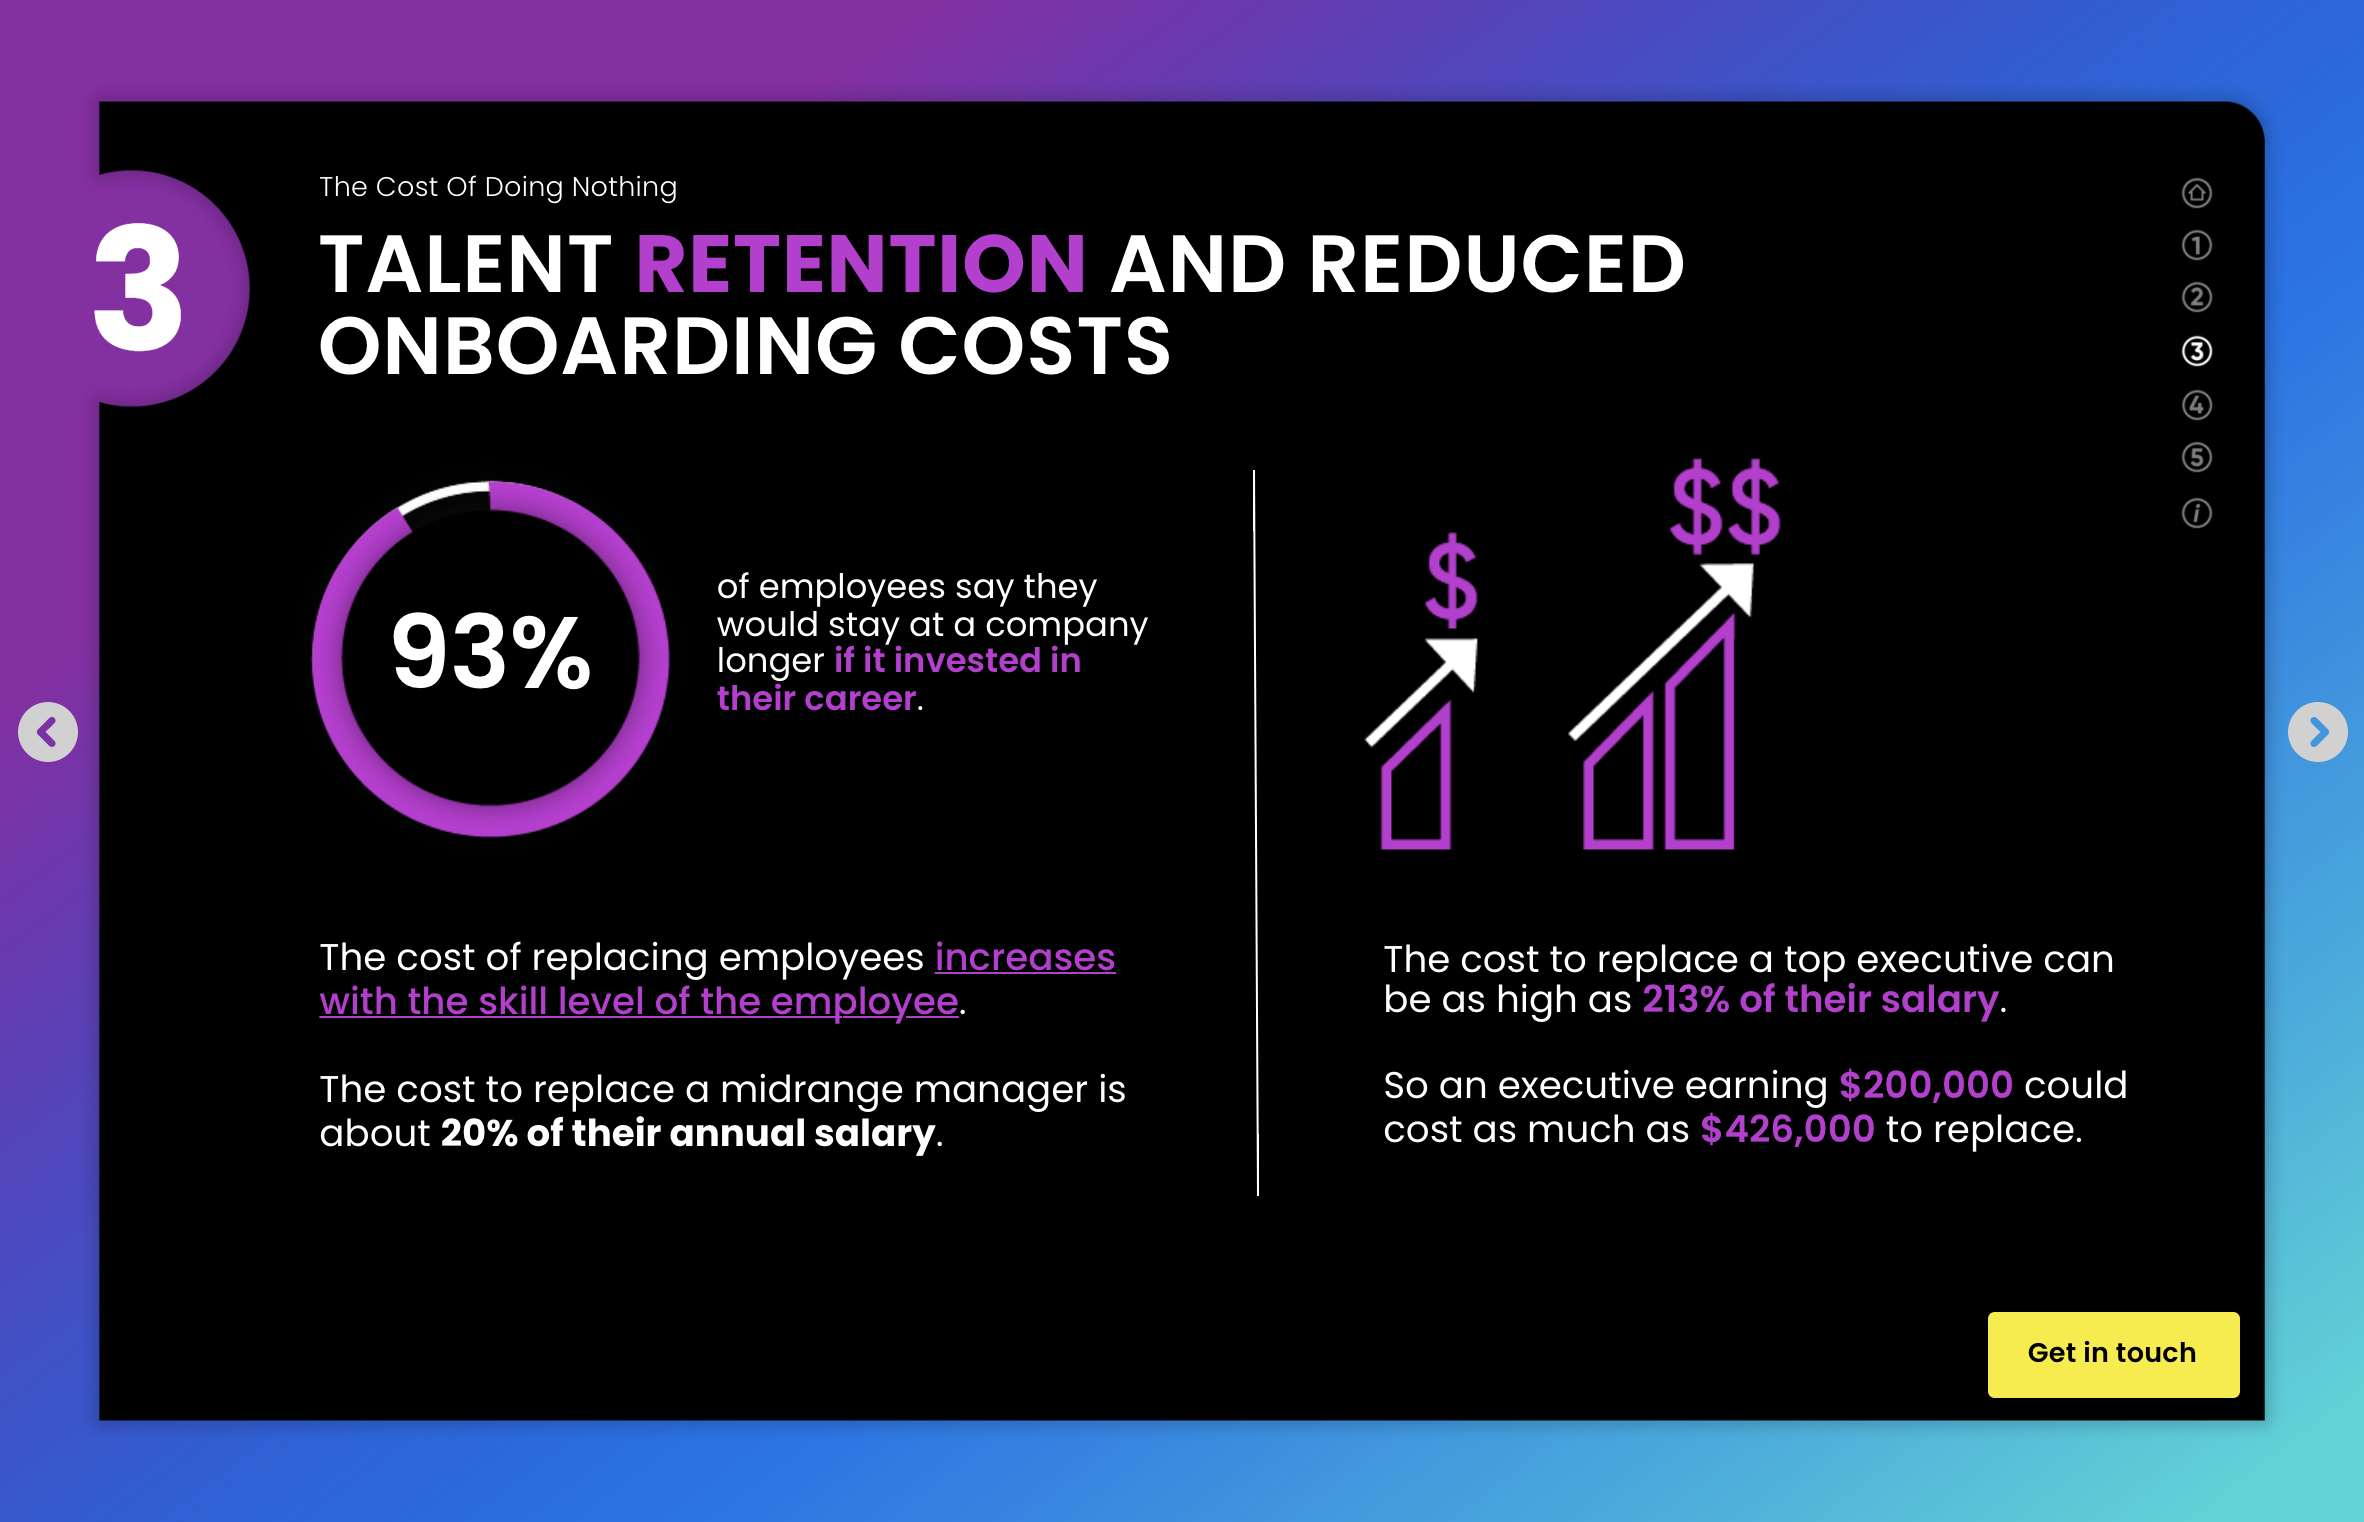 3
The Cost Of Doing Nothing
TALENT RETENTION AND REDUCED
ONBOARDING COSTS
1
2
3
4
5
i
93%
of employees say they
would stay at a company
longer if it invested in
their career.
$
$$
The cost of replacing employees increases
with the skill level of the employee.
The cost to replace a midrange manager is
about 20% of their annual salary.
The cost to replace a top executive can
be as high as 213% of their salary.
So an executive earning $200,000 could
cost as much as $426,000 to replace.
Get in touch